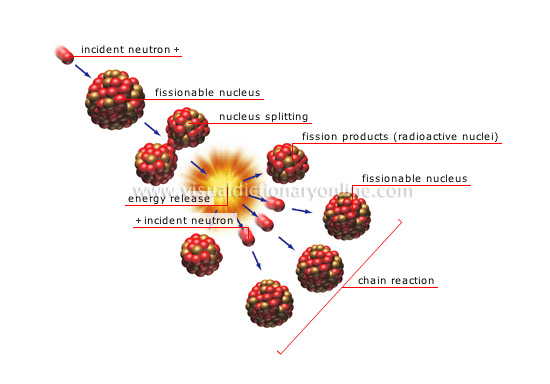 incident neutron +
fissionable nucleus
nucleus splitting
fission products (radioactive nuclei)
fissionable nucleus
www.visualdictionaryonline.com
energy release
+ incident neutron
chain reaction